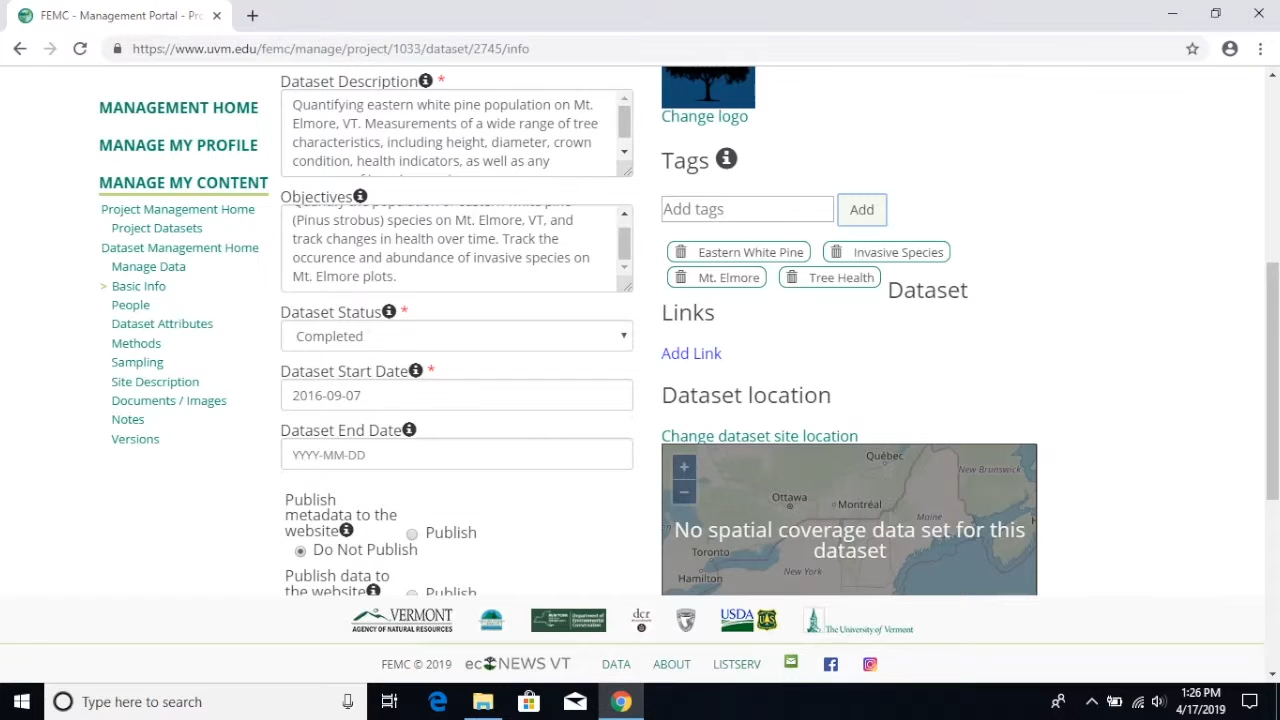 FEMC - Management Portal - Pro
https://www.uvm.edu/femc/manage/project/1033/dataset/2745/info
MANAGEMENT HOME
MANAGE MY PROFILE
MANAGE MY CONTENT
Project Management Home
Project Datasets
Dataset Management Home
Manage Data
> Basic Info
People
Dataset Attributes
Methods
Sampling
Site Description
Documents / Images
Notes
Versions
Dataset Description *
Quantifying eastern white pine population on Mt.
Elmore, VT. Measurements of a wide range of tree
characteristics, including height, diameter, crown
condition, health indicators, as well as any
Objectives
(Pinus strobus) species on Mt. Elmore, VT, and
track changes in health over time. Track the
occurence and abundance of invasive species on
Mt. Elmore plots.
Dataset Status *
Completed
Dataset Start Date *
2016-09-07
Dataset End Date
YYYY-MM-DD
Publish
metadata to the
website
Publish
Do Not Publish
Publish data to
the website
Publish
Change logo
Tags
Add tags
Add
Eastern White Pine
Invasive Species
Mt. Elmore
Tree Health
Dataset
Links
Add Link
Dataset location
Change dataset site location
+
−
Québec
New Brunswick
Ottawa
Montréal
Maine
No spatial coverage data set for this
dataset
Toronto
New York
Hamilton
VERMONT
AGENCY OF NATURAL RESOURCES
dcr
USDA
The University of Vermont
FEMC © 2019
ecoNEWS VT
DATA
ABOUT
LISTSERV
Type here to search
1:26 PM
4/17/2019